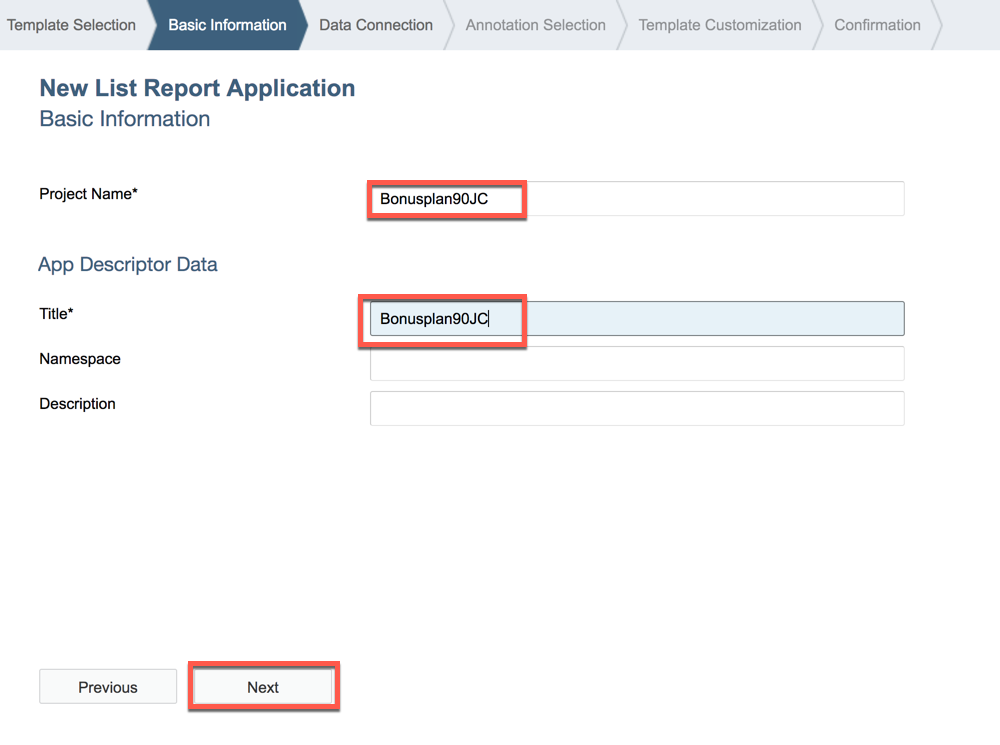 Template Selection Basic Information Data Connection Annotation Selection Template Customization Confirmation
New List Report Application
Basic Information
Project Name* Bonusplan90JC
App Descriptor Data
Title* Bonusplan90JC
Namespace
Description
Previous Next